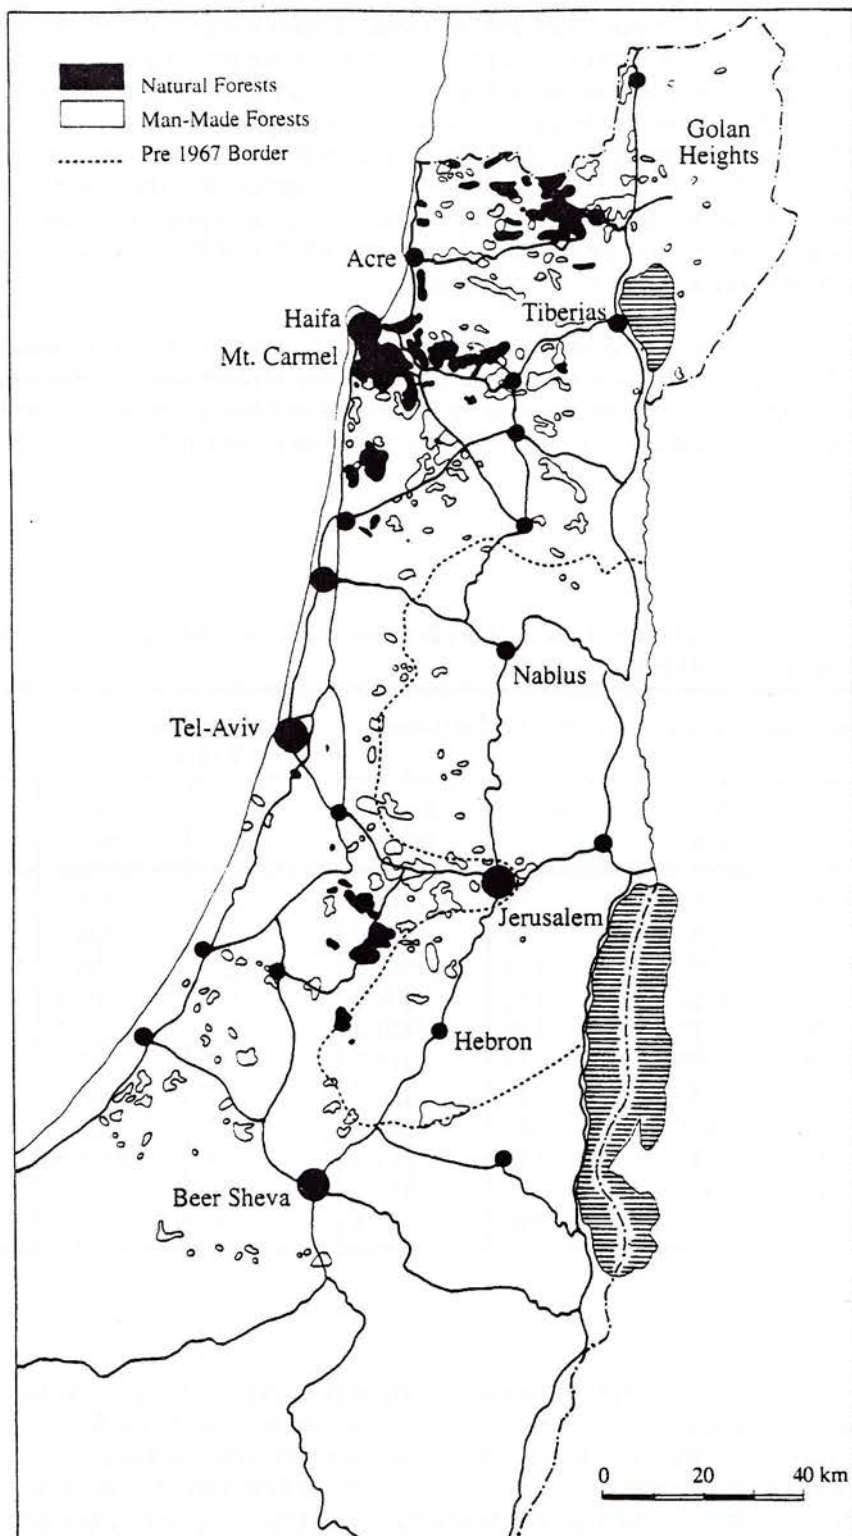 Natural Forests
Man-Made Forests
Pre 1967 Border
Golan
Heights
Acre
Haifa
Tiberias
Mt. Carmel
Nablus
Tel-Aviv
Jerusalem
Hebron
Beer Sheva
0 20 40 km